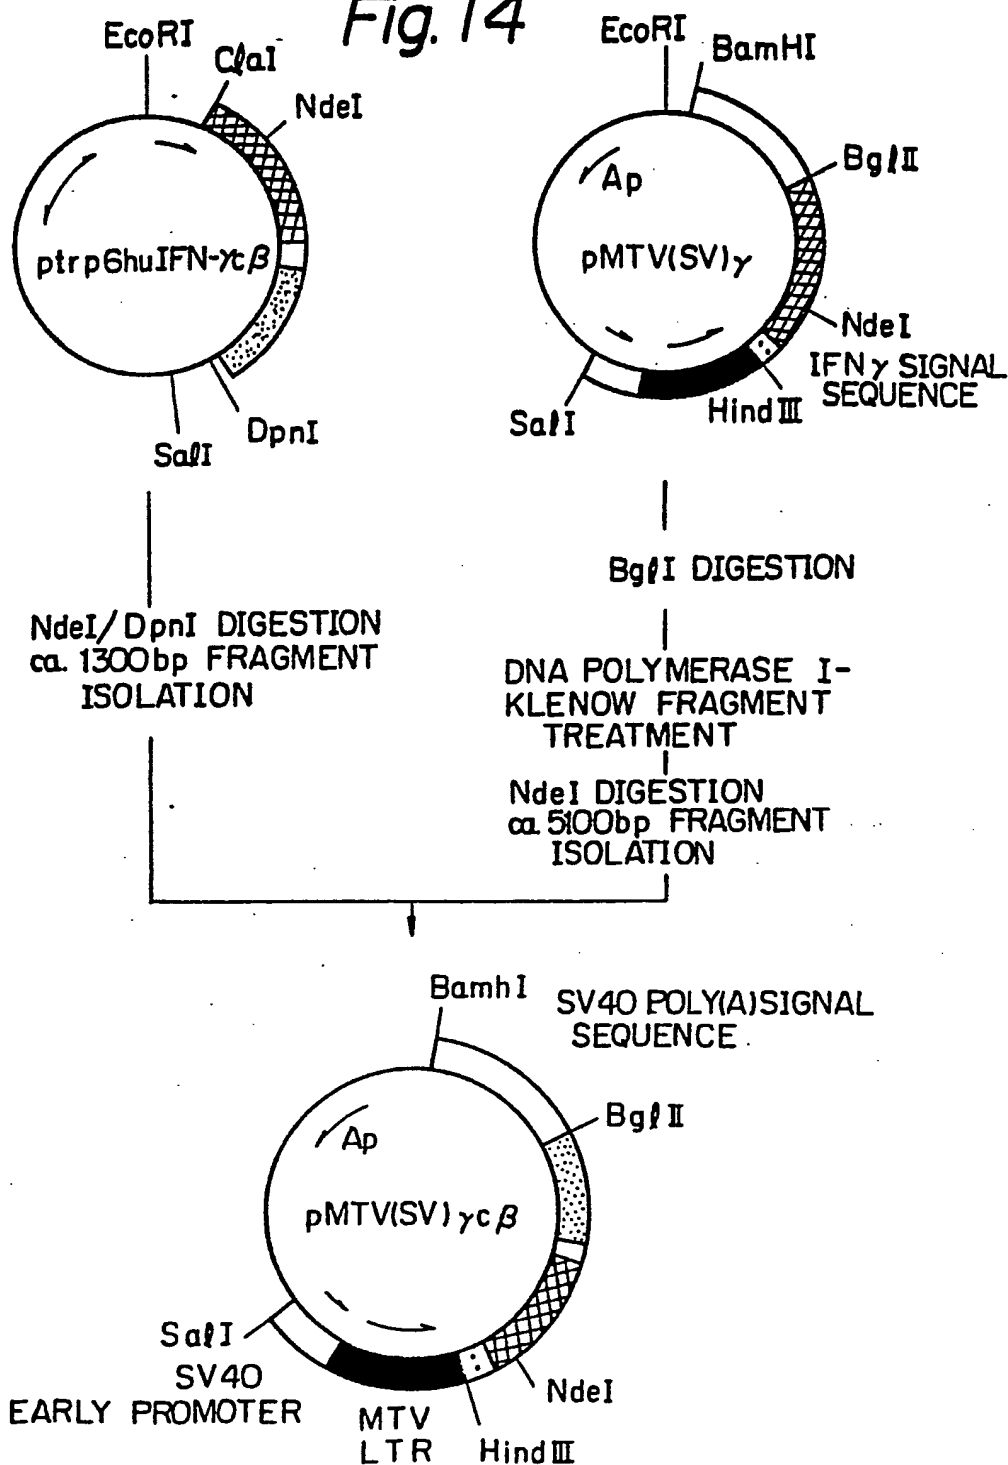 Fig. 14
EcoRI
ClaI
NdeI
ptrp6huIFN-γcβ
DpnI
SalI
EcoRI
BamHI
BglII
Ap
pMTV(SV)γ
NdeI
IFNγ SIGNAL
SEQUENCE
HindIII
SalI
NdeI/DpnI DIGESTION
ca. 1300bp FRAGMENT
ISOLATION
BglI DIGESTION
DNA POLYMERASE I-
KLENOW FRAGMENT
TREATMENT
NdeI DIGESTION
ca. 5100bp FRAGMENT
ISOLATION
BamhI
SV40 POLY(A)SIGNAL
SEQUENCE
BglII
Ap
pMTV(SV)γcβ
SalI
SV40
EARLY PROMOTER
MTV
LTR
HindIII
NdeI